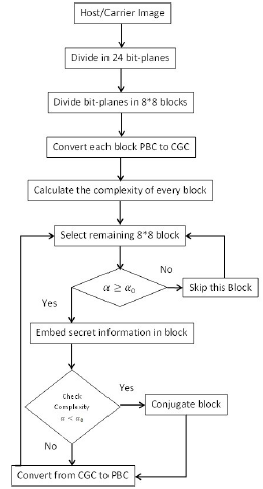 Host/Carrier Image
Divide in 24 bit-planes
Divide bit-planes in 8*8 blocks
Convert each block PBC to CGC
Calculate the complexity of every block
Select remaining 8*8 block
No
α ≥ α₀
Skip this Block
Yes
Embed secret information in block
Check
Complexity
α < α₀
Yes
Conjugate block
No
Convert from CGC to PBC